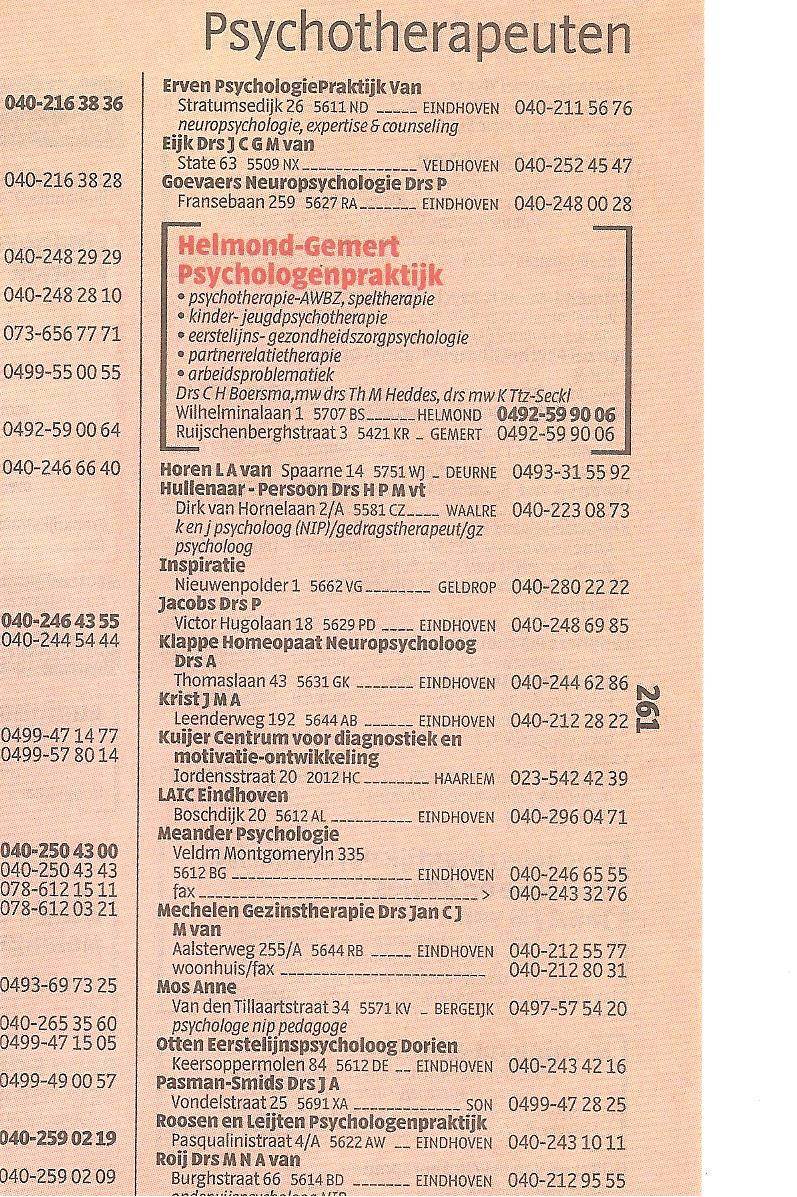 Psychotherapeuten
040-216 38 36
040-216 38 28
040-248 29 29
040-248 28 10
073-656 77 71
0499-55 00 55
0492-59 00 64
040-246 66 40
040-246 43 55
040-244 54 44
0499-47 14 77
0499-57 80 14
040-250 43 00
040-250 43 43
078-612 15 11
078-612 03 21
0493-69 73 25
040-265 35 60
0499-47 15 05
0499-49 00 57
040-259 02 19
040-259 02 09
Erven PsychologiePraktijk Van
Stratumsedijk 26 5611 ND _____ EINDHOVEN 040-211 56 76
neuropsychologie, expertise & counseling
Eijk Drs J C G M van
State 63 5509 NX______________ VELDHOVEN 040-252 45 47
Goevaers Neuropsychologie Drs P
Fransebaan 259 5627 RA_______ EINDHOVEN 040-248 00 28
Helmond-Gemert
Psychologenpraktijk
• psychotherapie-AWBZ, speltherapie
• kinder- jeugdpsychotherapie
• eerstelijns- gezondheidszorgpsychologie
• partnerrelatietherapie
• arbeidsproblematiek
Drs C H Boersma,mw drs Th M Heddes, drs mw K Ttz-Seckl
Wilhelminalaan 1 5707 BS______HELMOND 0492-59 90 06
Ruijschenberghstraat 3 5421 KR _ GEMERT 0492-59 90 06
Horen L A van Spaarne 14 5751 WJ _ DEURNE 0493-31 55 92
Hullenaar - Persoon Drs H P M vt
Dirk van Hornelaan 2/A 5581 CZ____ WAALRE 040-223 08 73
k en j psycholoog (NIP)/gedragstherapeut/gz
psycholoog
Inspiratie
Nieuwenpolder 1 5662 VG________ GELDROP 040-280 22 22
Jacobs Drs P
Victor Hugolaan 18 5629 PD ____ EINDHOVEN 040-248 69 85
Klappe Homeopaat Neuropsycholoog
Drs A
Thomaslaan 43 5631 GK _______ EINDHOVEN 040-244 62 86
Krist J M A
Leenderweg 192 5644 AB ______ EINDHOVEN 040-212 28 22
Kuijer Centrum voor diagnostiek en
motivatie-ontwikkeling
Iordensstraat 20 2012 HC________ HAARLEM 023-542 42 39
LAIC Eindhoven
Boschdijk 20 5612 AL __________ EINDHOVEN 040-296 04 71
Meander Psychologie
Veldm Montgomeryln 335
5612 BG ____________________ EINDHOVEN 040-246 65 55
fax______________________________> 040-243 32 76
Mechelen Gezinstherapie Drs Jan C J
M van
Aalsterweg 255/A 5644 RB _____ EINDHOVEN 040-212 55 77
woonhuis/fax ______________________ 040-212 80 31
Mos Anne
Van den Tillaartstraat 34 5571 KV _ BERGEIJK 0497-57 54 20
psychologe nip pedagoge
Otten Eerstelijnspsycholoog Dorien
Keersoppermolen 84 5612 DE __ EINDHOVEN 040-243 42 16
Pasman-Smids Drs J A
Vondelstraat 25 5691 XA _____________ SON 0499-47 28 25
Roosen en Leijten Psychologenpraktijk
Pasqualinistraat 4/A 5622 AW __ EINDHOVEN 040-243 10 11
Roij Drs M N A van
Burghstraat 66 5614 BD _______ EINDHOVEN 040-212 95 55
261